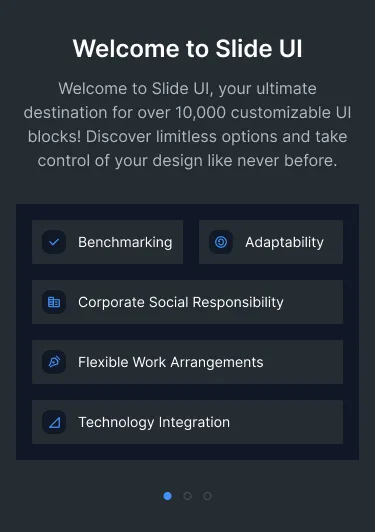 Welcome to Slide UI
Welcome to Slide UI, your ultimate
destination for over 10,000 customizable UI
blocks! Discover limitless options and take
control of your design like never before.
Benchmarking
Adaptability
Corporate Social Responsibility
Flexible Work Arrangements
Technology Integration